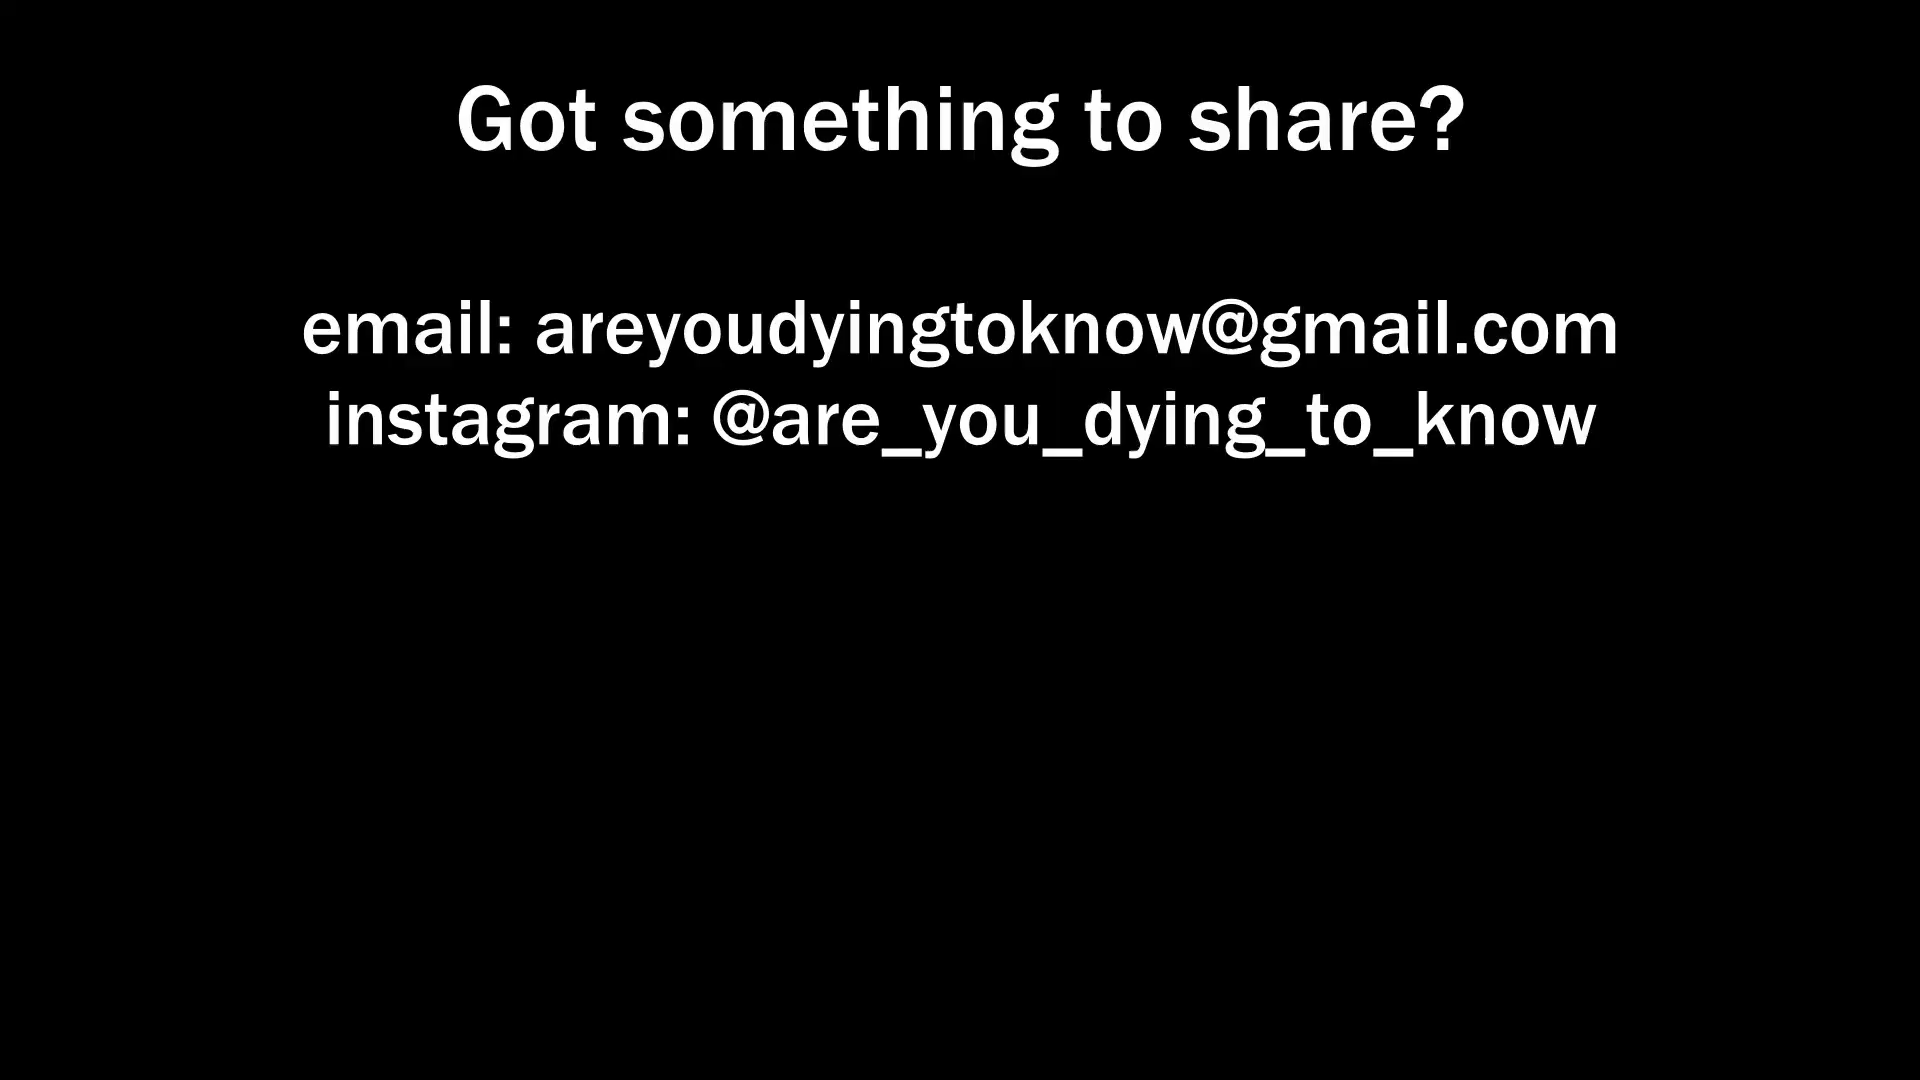 Got something to share?
email: areyoudyingtoknow@gmail.com
instagram: @are_you_dying_to_know